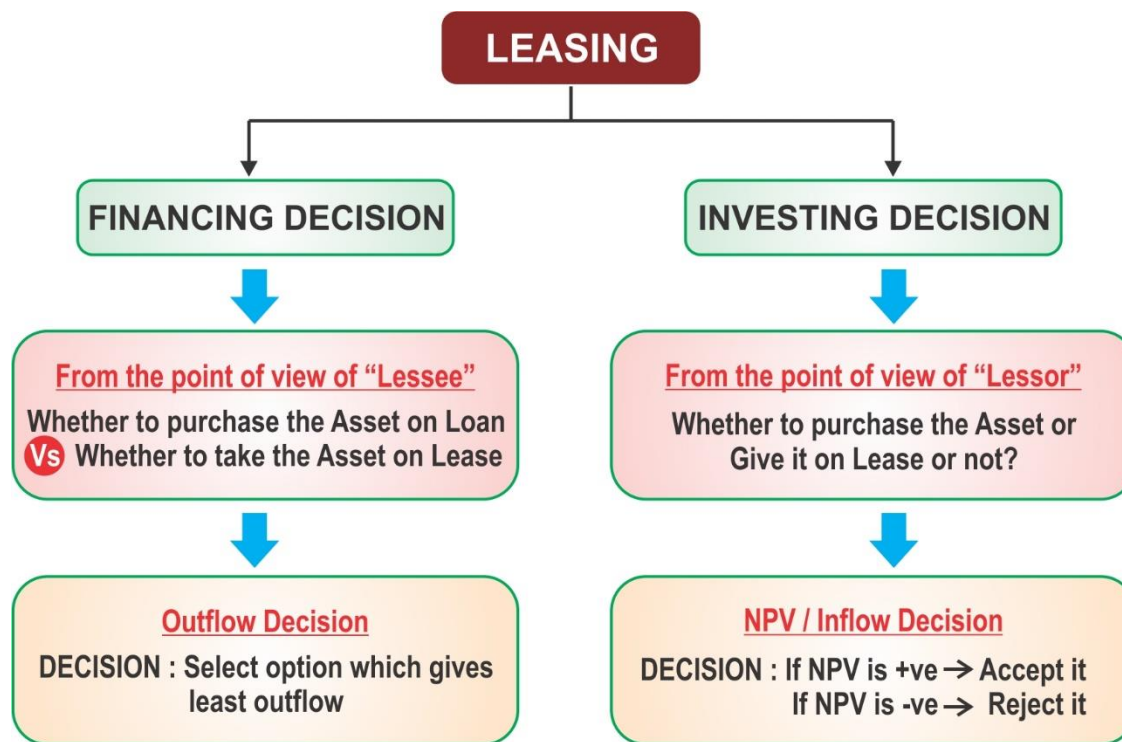 LEASING
FINANCING DECISION
From the point of view of “Lessee”
Whether to purchase the Asset on Loan
Vs Whether to take the Asset on Lease
Outflow Decision
DECISION : Select option which gives
least outflow
INVESTING DECISION
From the point of view of “Lessor”
Whether to purchase the Asset or
Give it on Lease or not?
NPV / Inflow Decision
DECISION : If NPV is +ve → Accept it
If NPV is -ve → Reject it